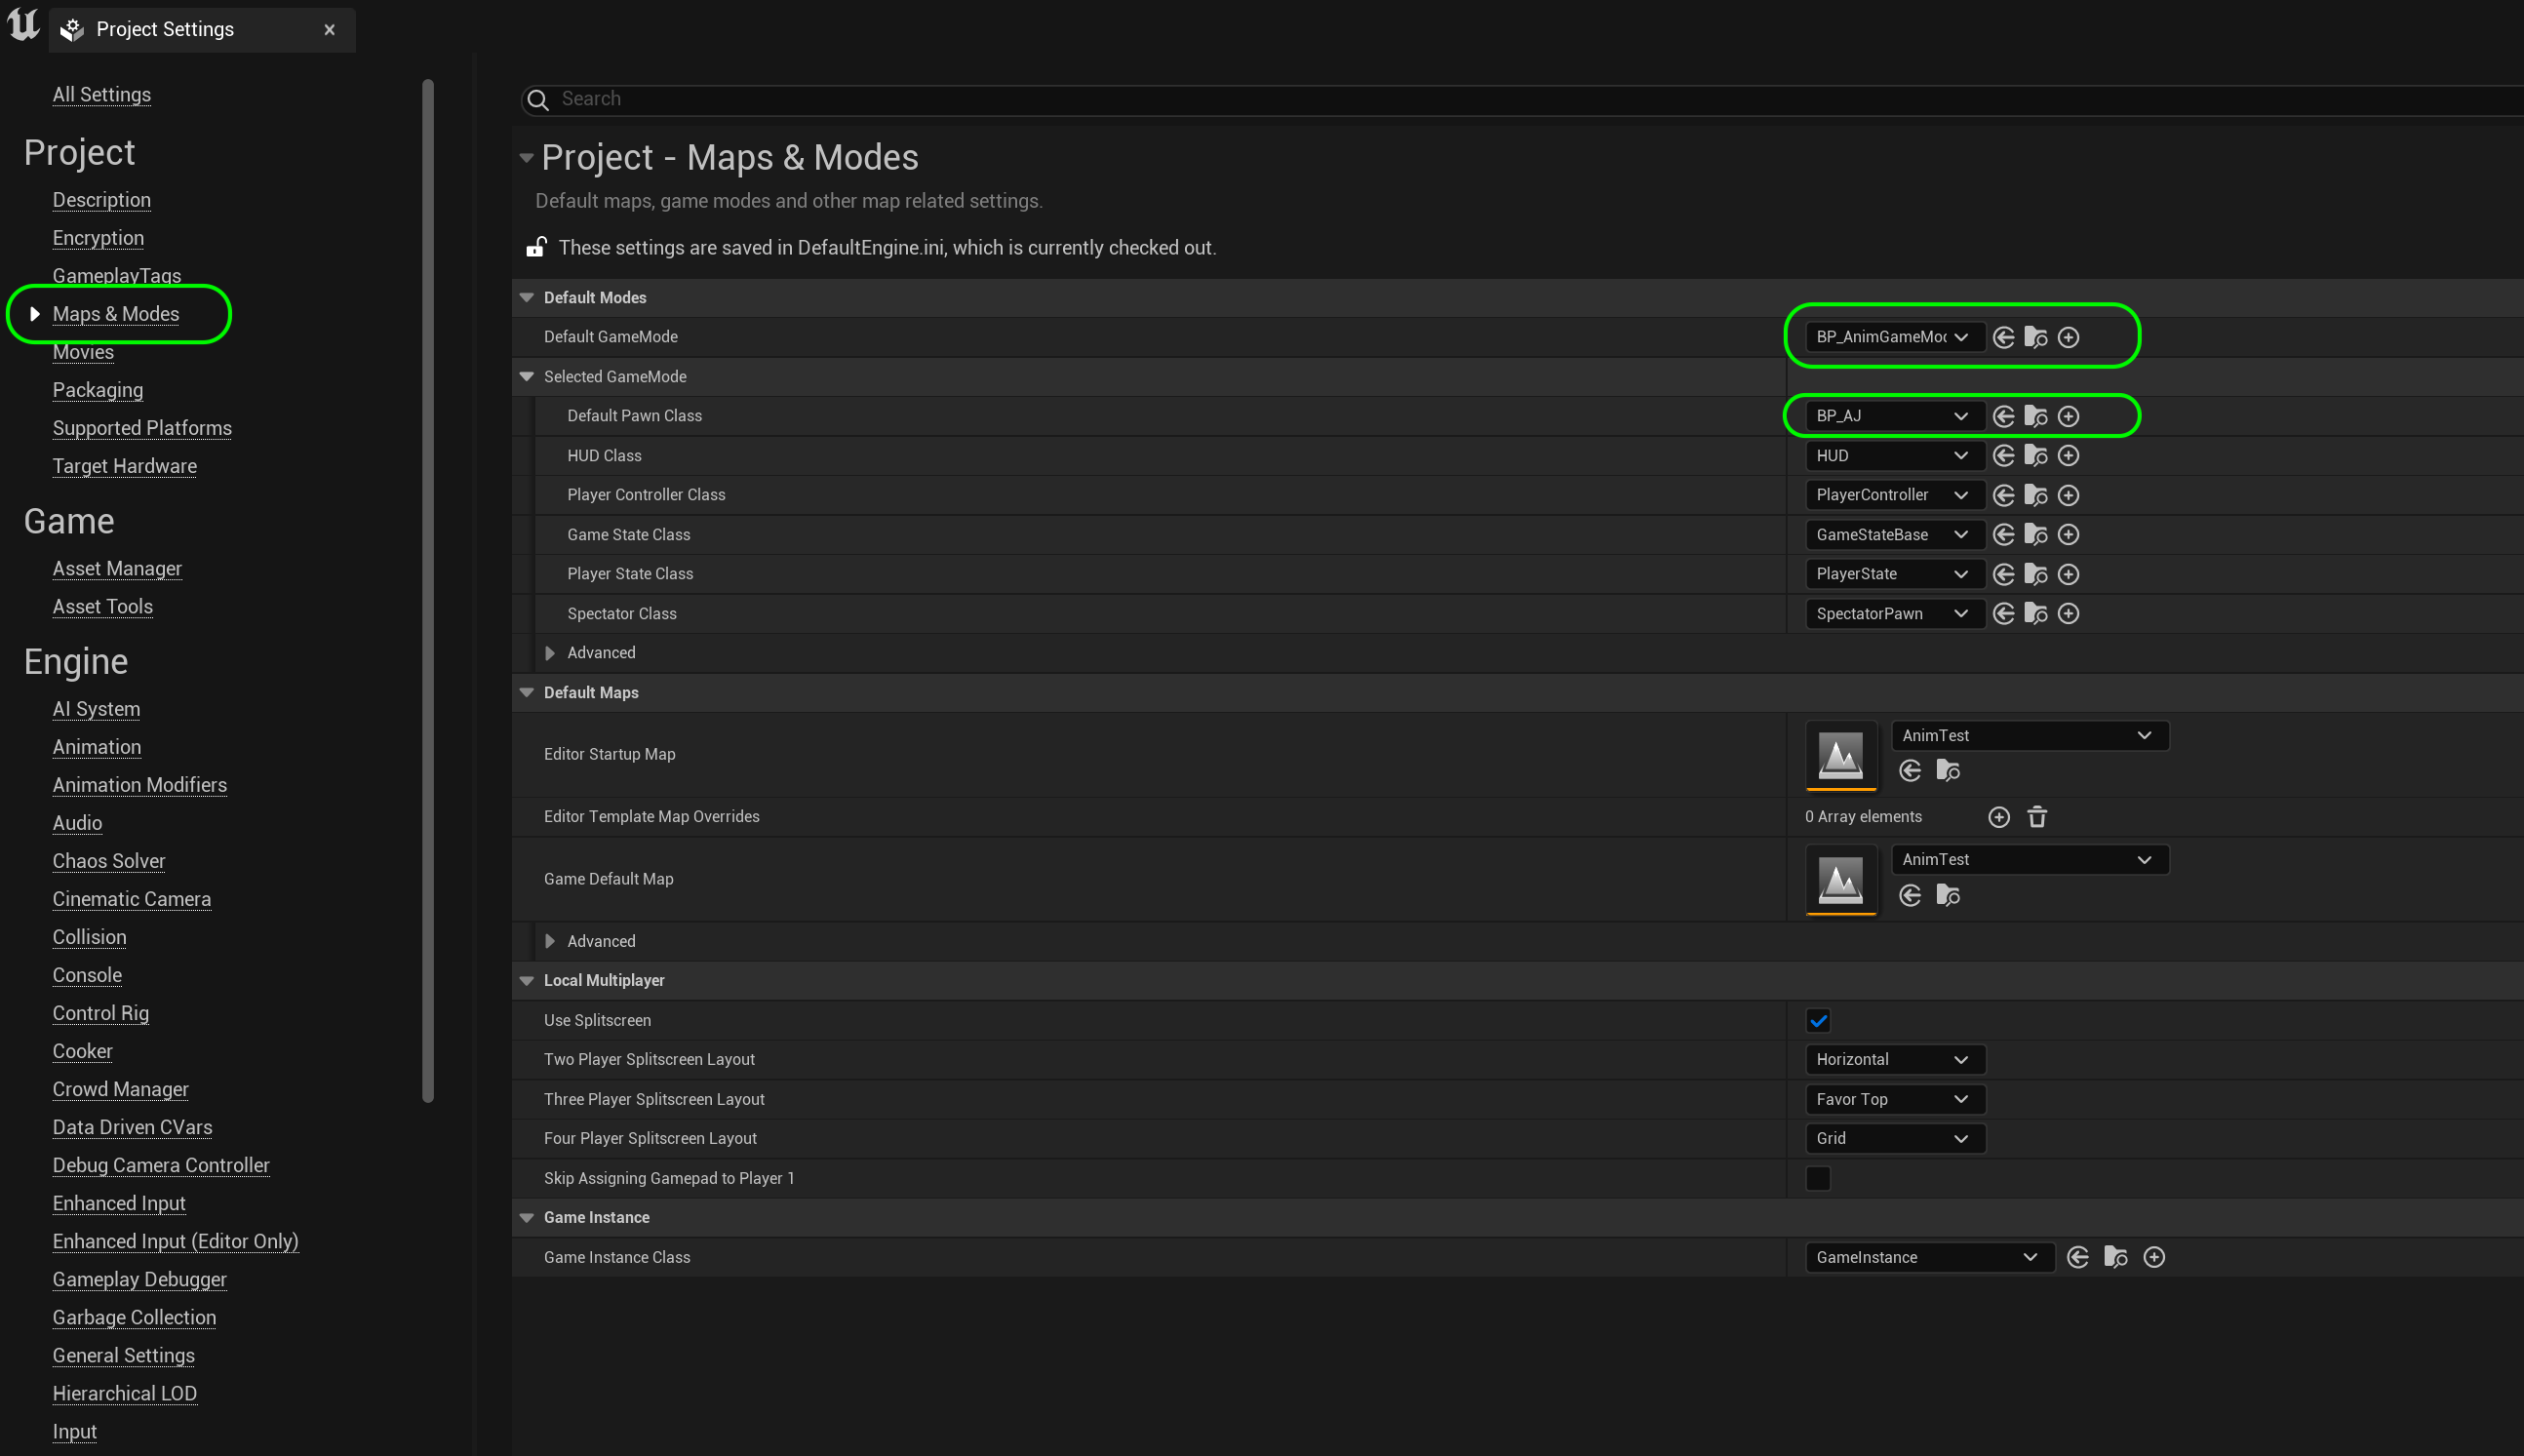 Project Settings
All Settings
Project
Description
Encryption
GameplayTags
Maps & Modes
Movies
Packaging
Supported Platforms
Target Hardware
Game
Asset Manager
Asset Tools
Engine
AI System
Animation
Animation Modifiers
Audio
Chaos Solver
Cinematic Camera
Collision
Console
Control Rig
Cooker
Crowd Manager
Data Driven CVars
Debug Camera Controller
Enhanced Input
Enhanced Input (Editor Only)
Gameplay Debugger
Garbage Collection
General Settings
Hierarchical LOD
Input
Search
Project - Maps & Modes
Default maps, game modes and other map related settings.
These settings are saved in DefaultEngine.ini, which is currently checked out.
Default Modes
Default GameMode BP_AnimGameMod
Selected GameMode
Default Pawn Class BP_AJ
HUD Class HUD
Player Controller Class PlayerController
Game State Class GameStateBase
Player State Class PlayerState
Spectator Class SpectatorPawn
Advanced
Default Maps
Editor Startup Map AnimTest
Editor Template Map Overrides 0 Array elements
Game Default Map AnimTest
Advanced
Local Multiplayer
Use Splitscreen
Two Player Splitscreen Layout Horizontal
Three Player Splitscreen Layout Favor Top
Four Player Splitscreen Layout Grid
Skip Assigning Gamepad to Player 1
Game Instance
Game Instance Class GameInstance